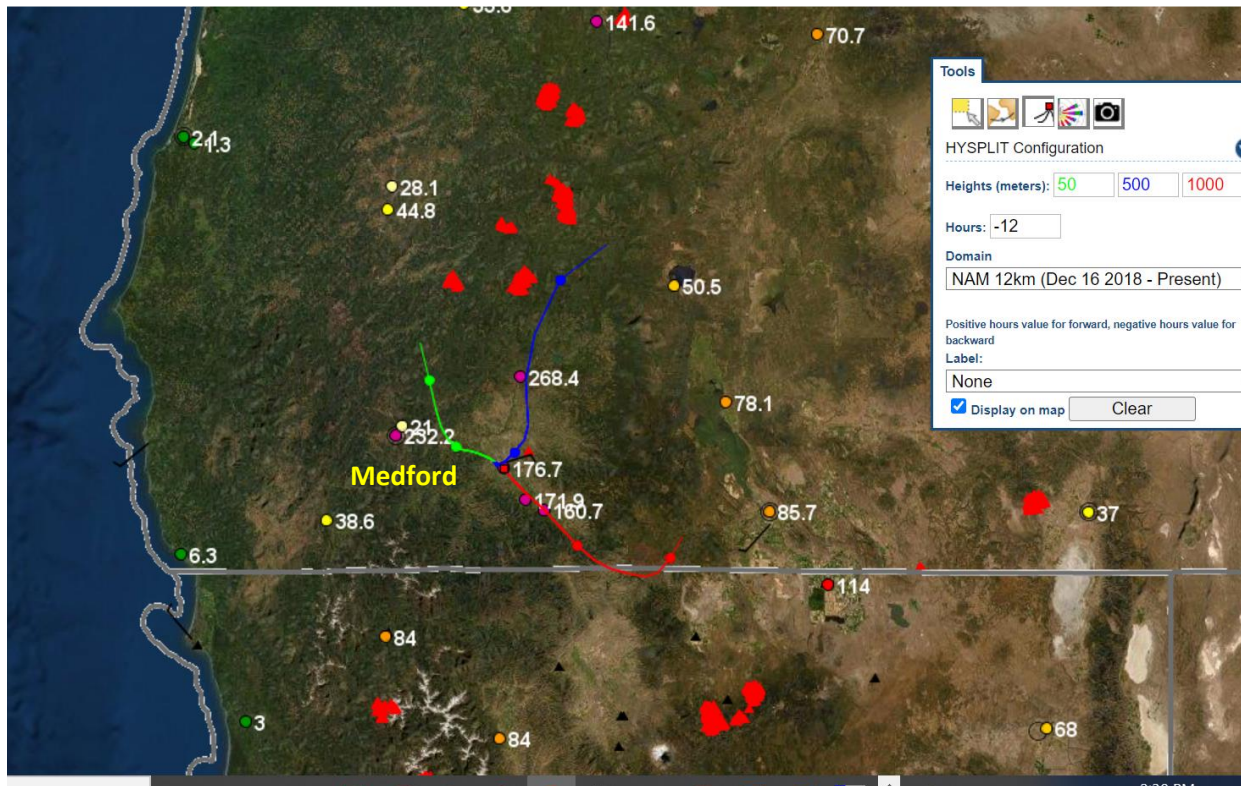 141.6
70.7
Tools
2.1
1.3
HYSPLIT Configuration
28.1
Heights (meters): 50 500 1000
44.8
Hours: -12
Domain
NAM 12km (Dec 16 2018 - Present)
50.5
Positive hours value for forward, negative hours value for
backward
Label:
None
Display on map Clear
268.4
78.1
21
232.2
Medford
176.7
171.9
160.7
38.6
85.7
37
6.3
114
84
3
84
68